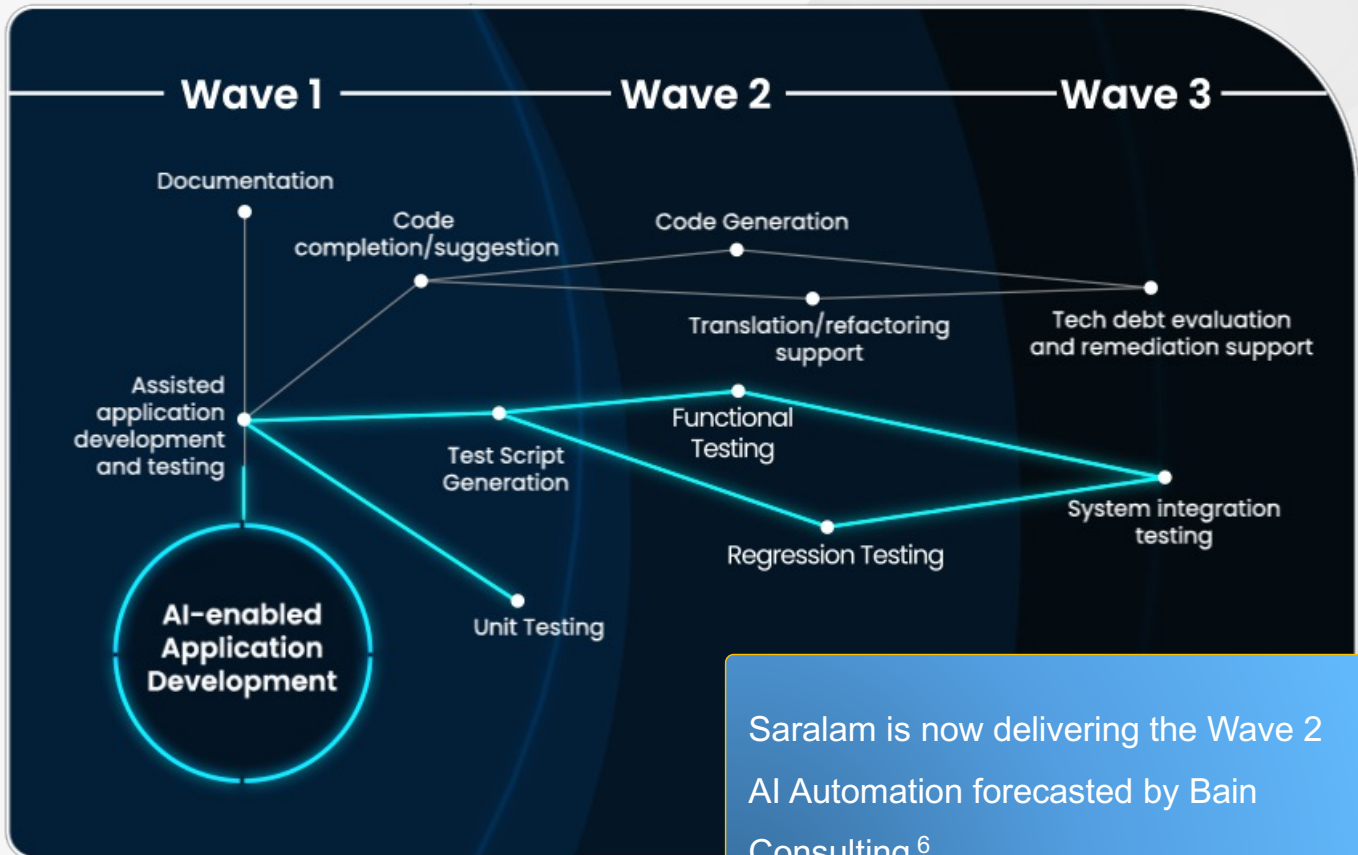 Wave 1
Wave 2
Wave 3
Documentation
Code
completion/suggestion
Code Generation
Translation/refactoring
support
Tech debt evaluation
and remediation support
Assisted
application
development
and testing
Test Script
Generation
Functional
Testing
Regression Testing
System integration
testing
Unit Testing
AI-enabled
Application
Development
Saralam is now delivering the Wave 2
AI Automation forecasted by Bain
Consulting.6